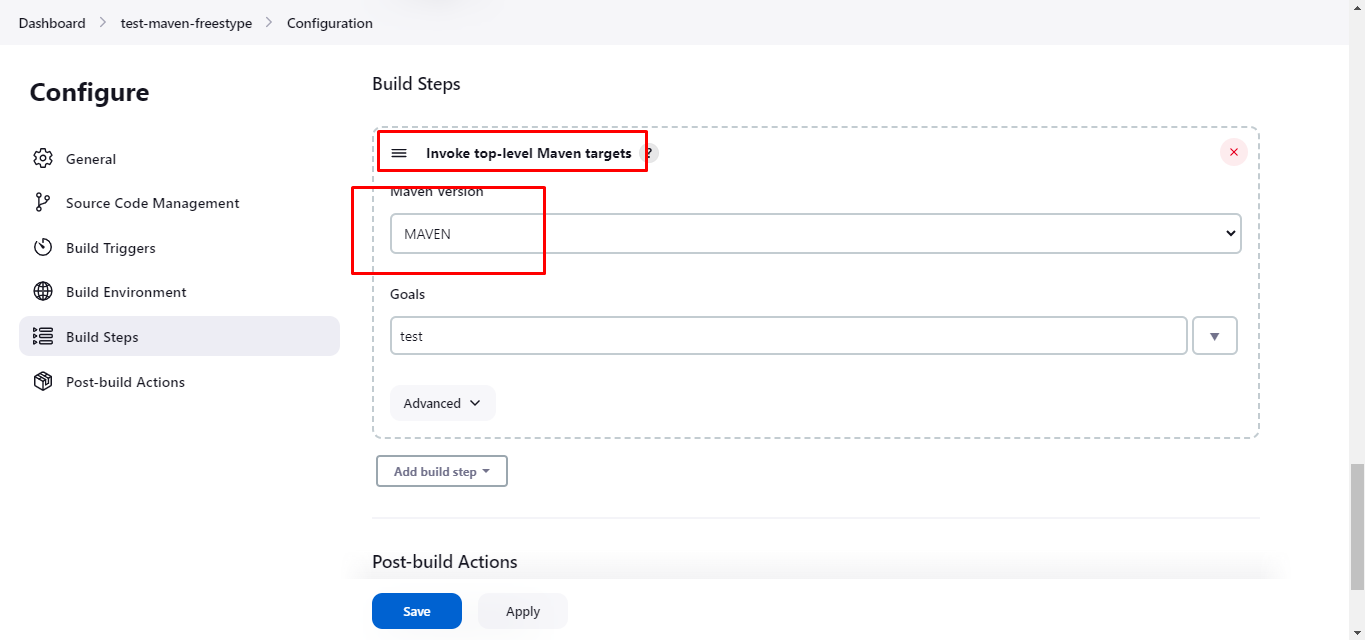 Dashboard > test-maven-freestype > Configuration
Configure
General
Source Code Management
Build Triggers
Build Environment
Build Steps
Post-build Actions
Build Steps
Invoke top-level Maven targets ?
Maven Version
MAVEN
Goals
test
Advanced
Add build step
Post-build Actions
Save
Apply